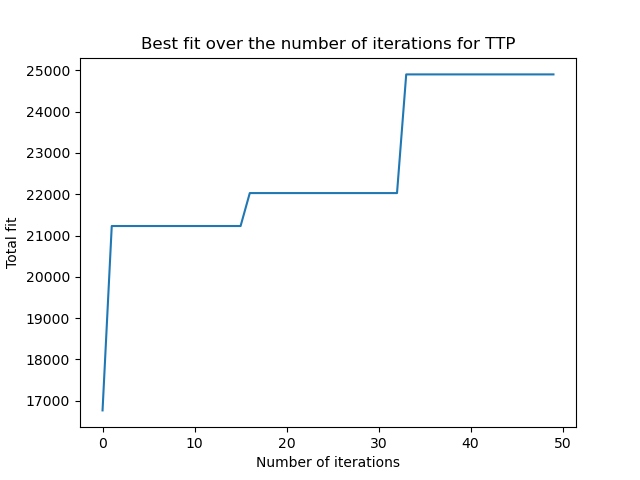 Best fit over the number of iterations for TTP
25000
24000
23000
22000
21000
20000
19000
18000
17000
Total fit
0 10 20 30 40 50
Number of iterations